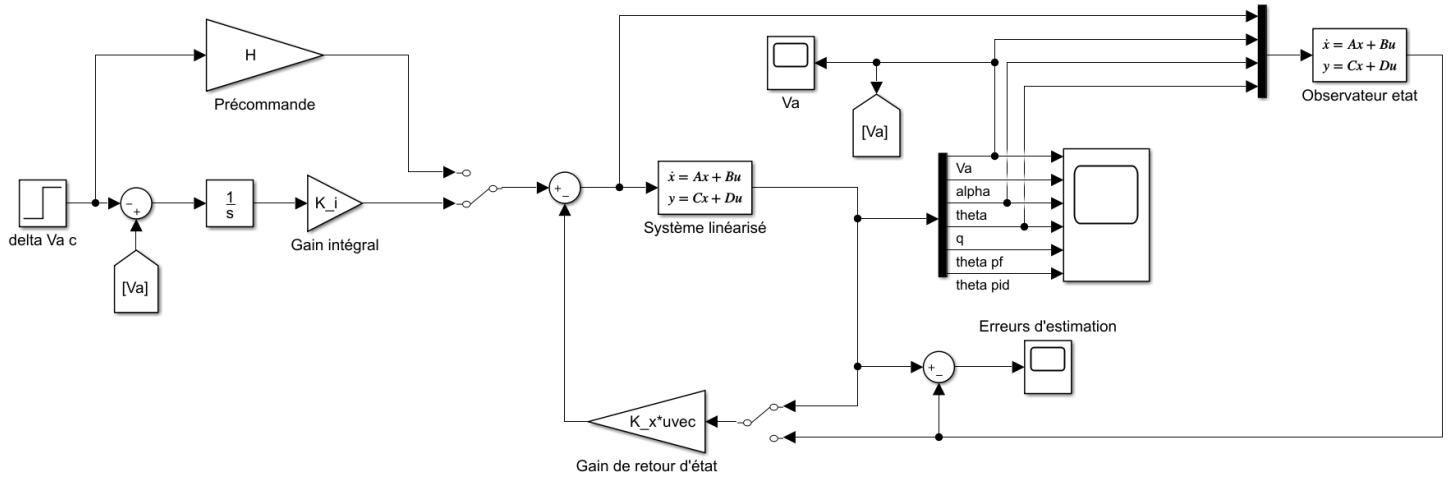 H
Précommande
delta Va c
− +
[Va]
1
s
K_i
Gain intégral
+ −
ẋ = Ax + Bu
y = Cx + Du
Système linéarisé
Va
[Va]
Va
alpha
theta
q
theta pf
theta pid
ẋ = Ax + Bu
y = Cx + Du
Observateur etat
Erreurs d'estimation
+ −
K_x*uvec
Gain de retour d'état